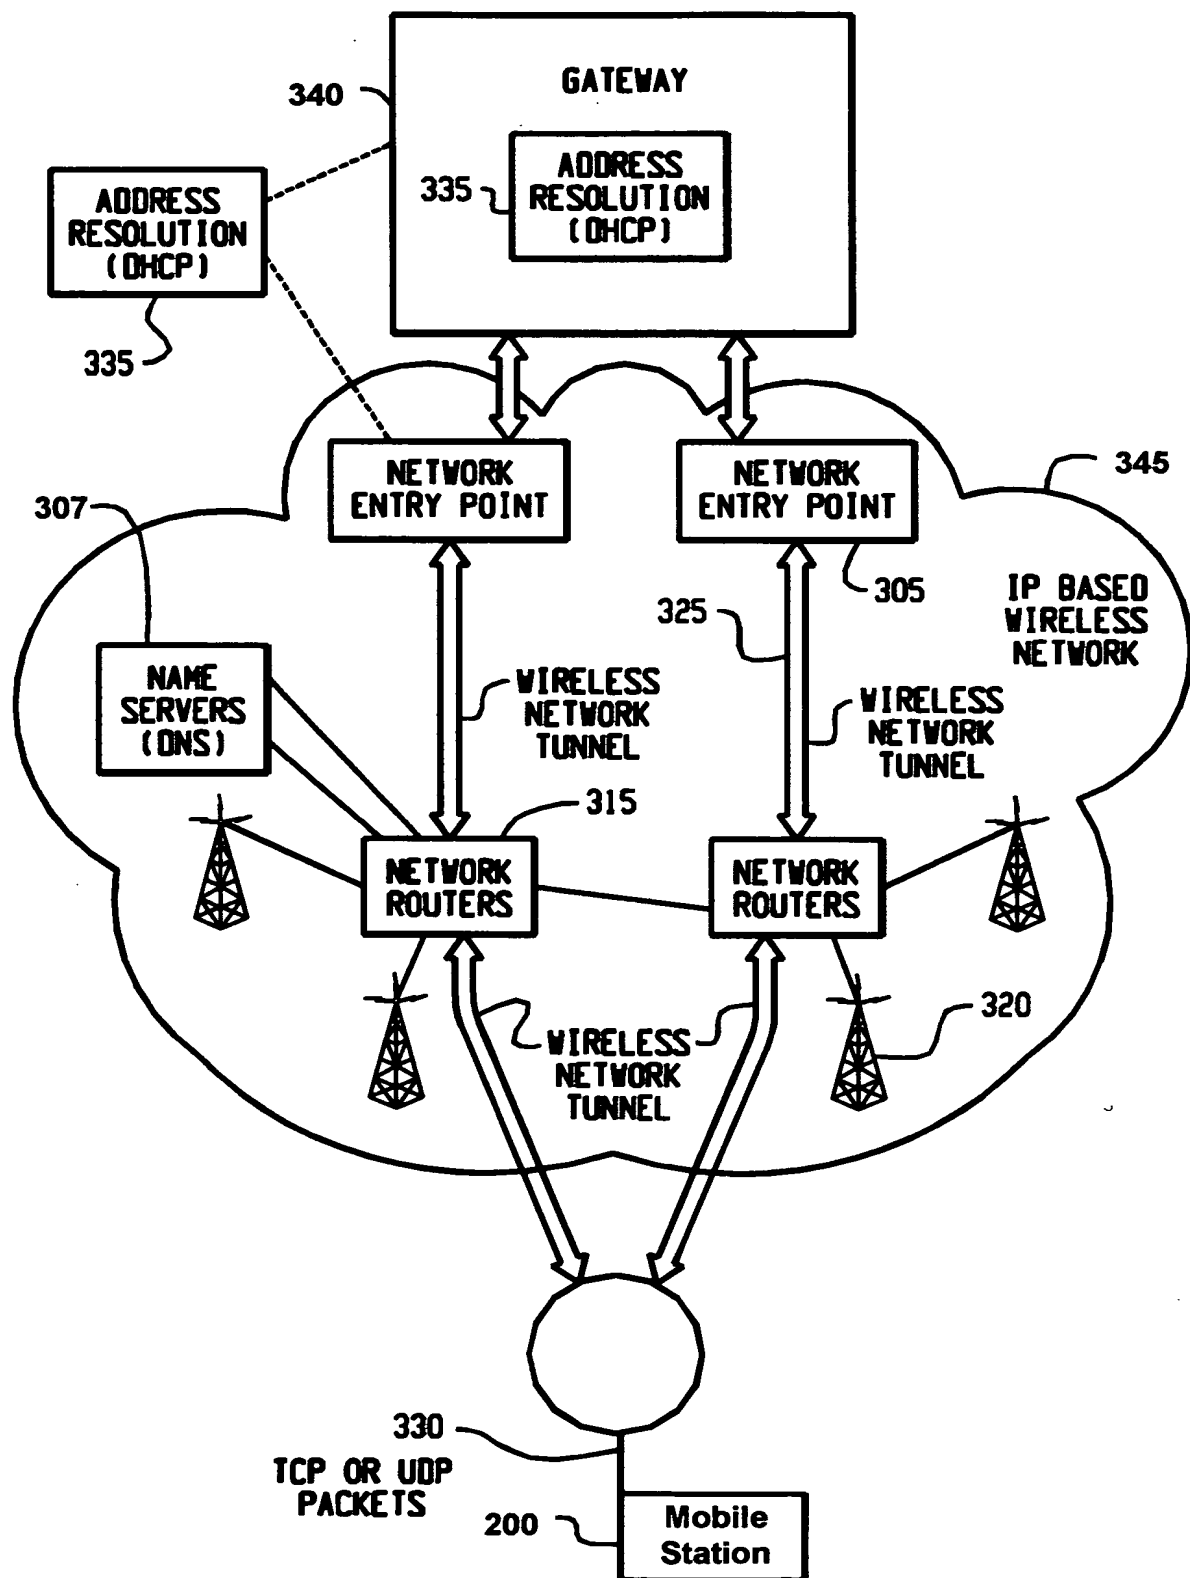 GATEWAY
340
ADDRESS
RESOLUTION
(DHCP)
335
ADDRESS
RESOLUTION
(DHCP)
335
NETWORK
ENTRY POINT
NETWORK
ENTRY POINT
345
307
305
IP BASED
WIRELESS
NETWORK
325
NAME
SERVERS
(DNS)
WIRELESS
NETWORK
TUNNEL
WIRELESS
NETWORK
TUNNEL
315
NETWORK
ROUTERS
NETWORK
ROUTERS
320
WIRELESS
NETWORK
TUNNEL
330
TCP OR UDP
PACKETS
200
Mobile
Station